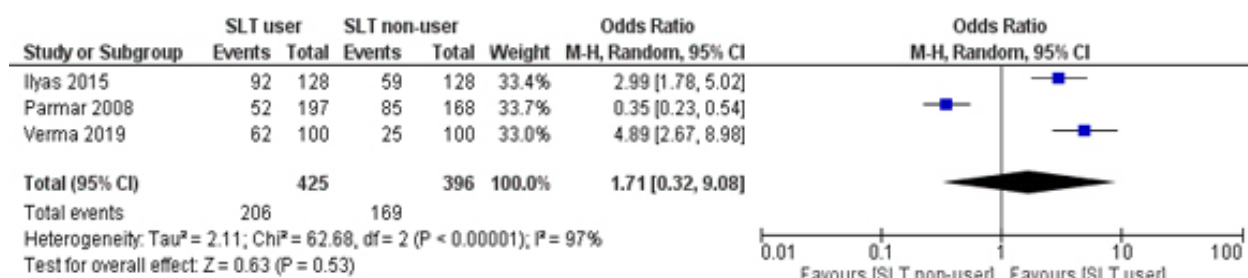 SLT user SLT non-user Odds Ratio Odds Ratio
Study or Subgroup Events Total Events Total Weight M-H, Random, 95% CI M-H, Random, 95% CI
Ilyas 2015 92 128 59 128 33.4% 2.99 [1.78, 5.02]
Parmar 2008 52 197 85 168 33.7% 0.35 [0.23, 0.54]
Verma 2019 62 100 25 100 33.0% 4.89 [2.67, 8.98]
Total (95% CI) 425 396 100.0% 1.71 [0.32, 9.08]
Total events 206 169
Heterogeneity: Tau² = 2.11; Chi² = 62.68, df = 2 (P < 0.00001); I² = 97%
Test for overall effect: Z = 0.63 (P = 0.53)
0.01 0.1 1 10 100
Favours [SLT non-user] Favours [SLT user]